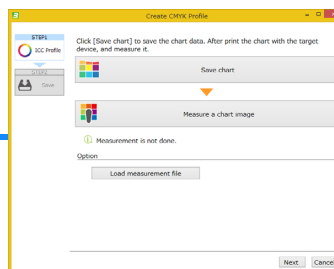 Create CMYK Profile
STEP1
ICC Profile
STEP2
Save
Click [Save chart] to save the chart data. After print the chart with the target
device, and measure it.
Save chart
Measure a chart image
Measurement is not done.
Option
Load measurement file
Next
Cance